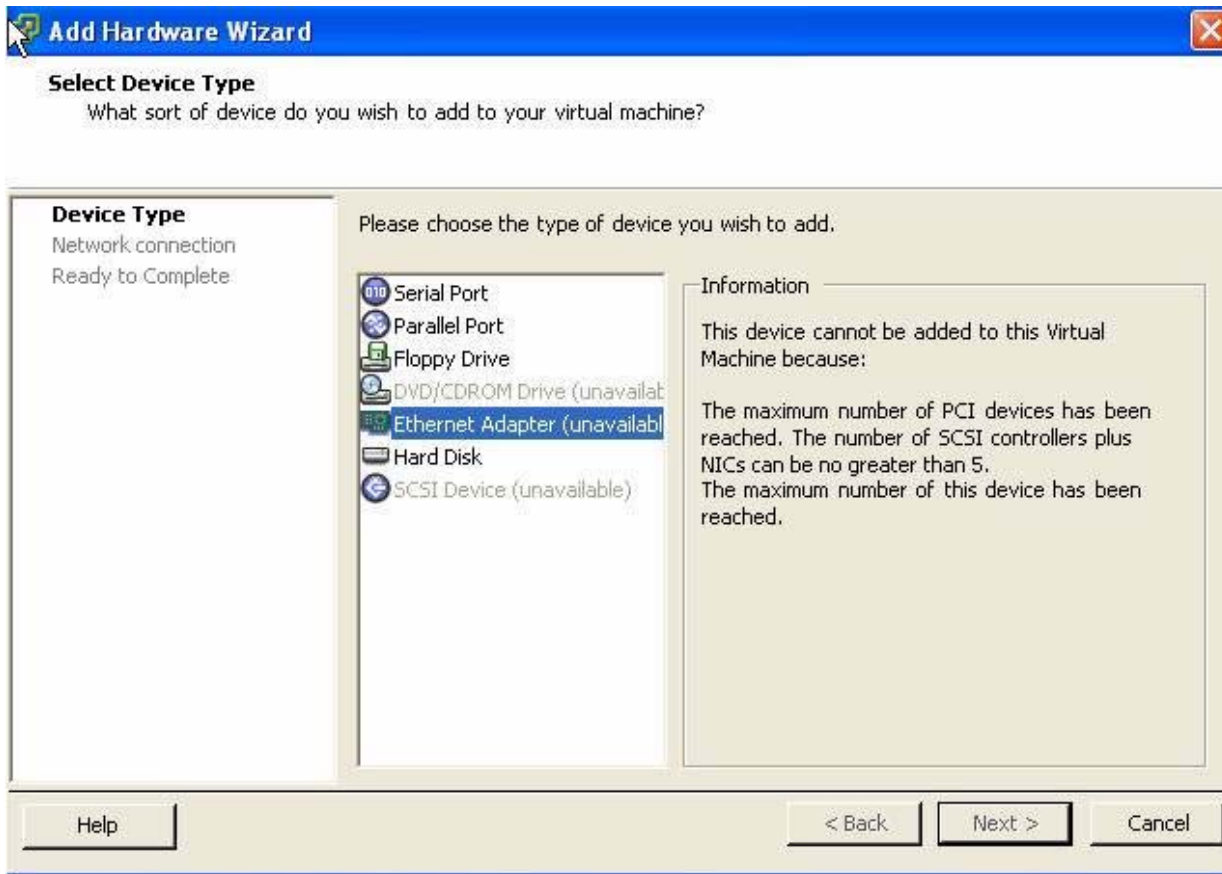 Add Hardware Wizard
Select Device Type
What sort of device do you wish to add to your virtual machine?
Device Type
Network connection
Ready to Complete
Please choose the type of device you wish to add.
010 Serial Port
Parallel Port
Floppy Drive
DVD/CDROM Drive (unavailab
Ethernet Adapter (unavailabl
Hard Disk
SCSI Device (unavailable)
Information
This device cannot be added to this Virtual
Machine because:
The maximum number of PCI devices has been
reached. The number of SCSI controllers plus
NICs can be no greater than 5.
The maximum number of this device has been
reached.
Help
< Back
Next >
Cancel